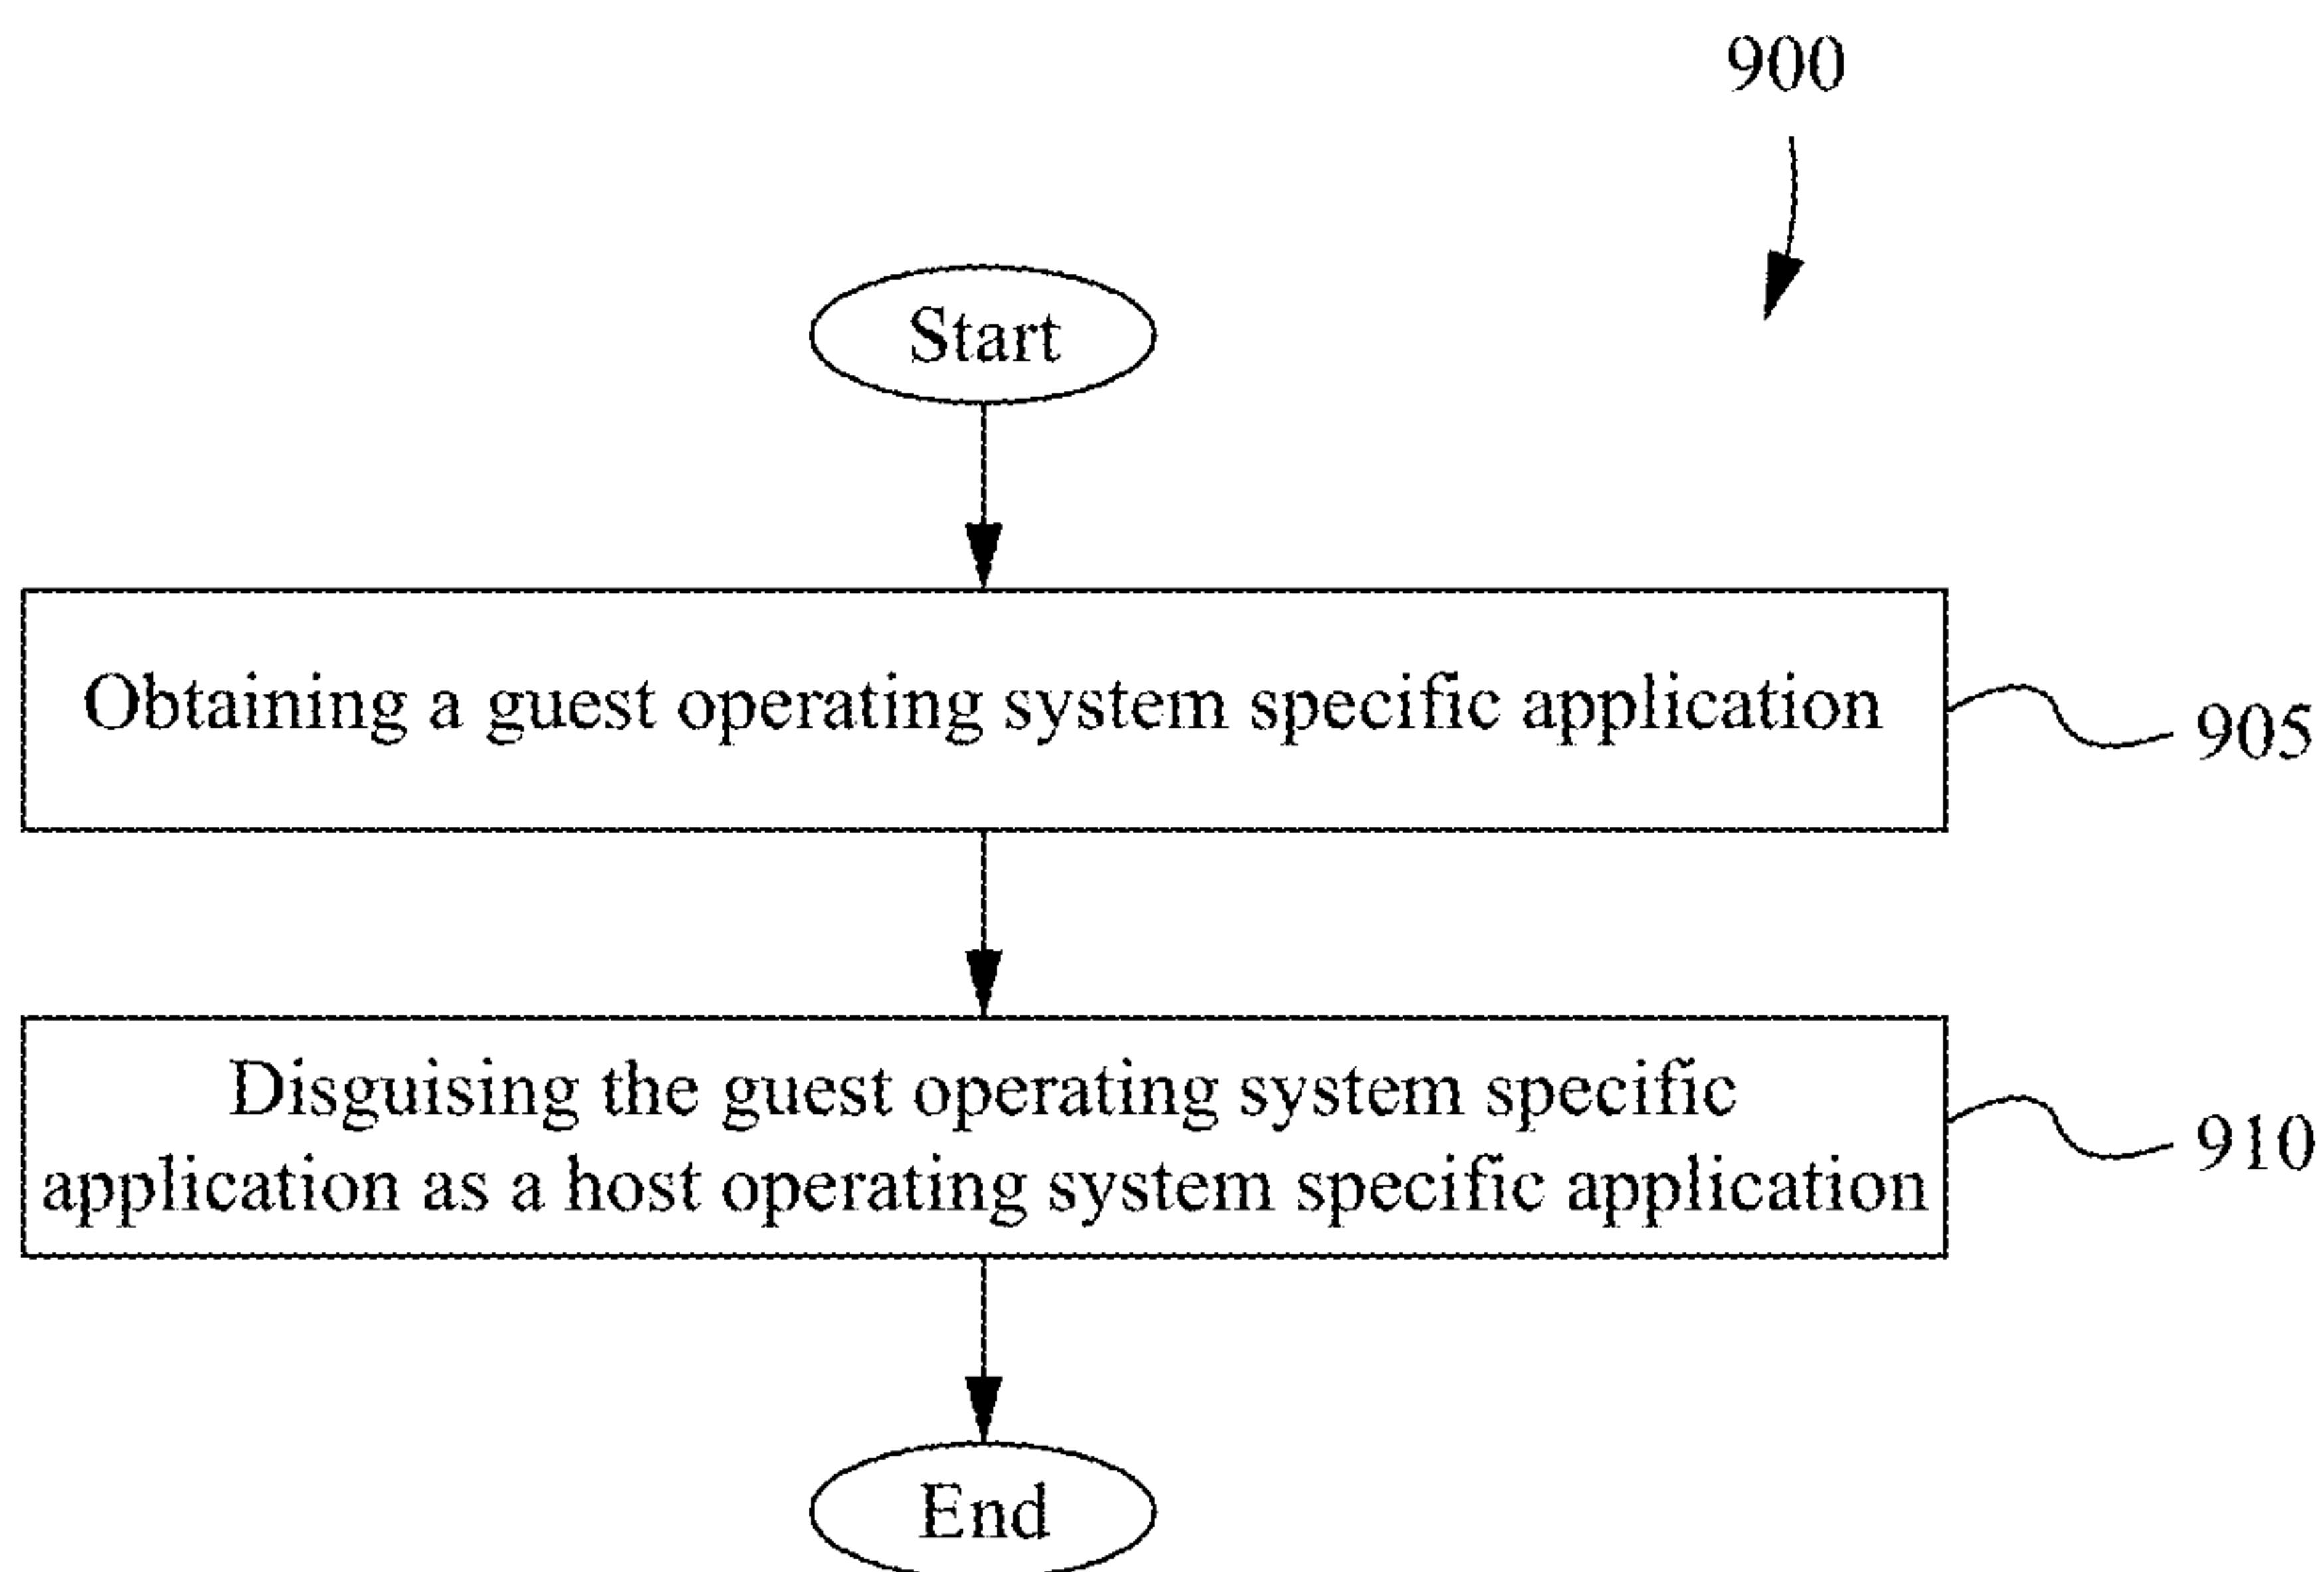 900
Start
Obtaining a guest operating system specific application
905
Disguising the guest operating system specific
application as a host operating system specific application
910
End